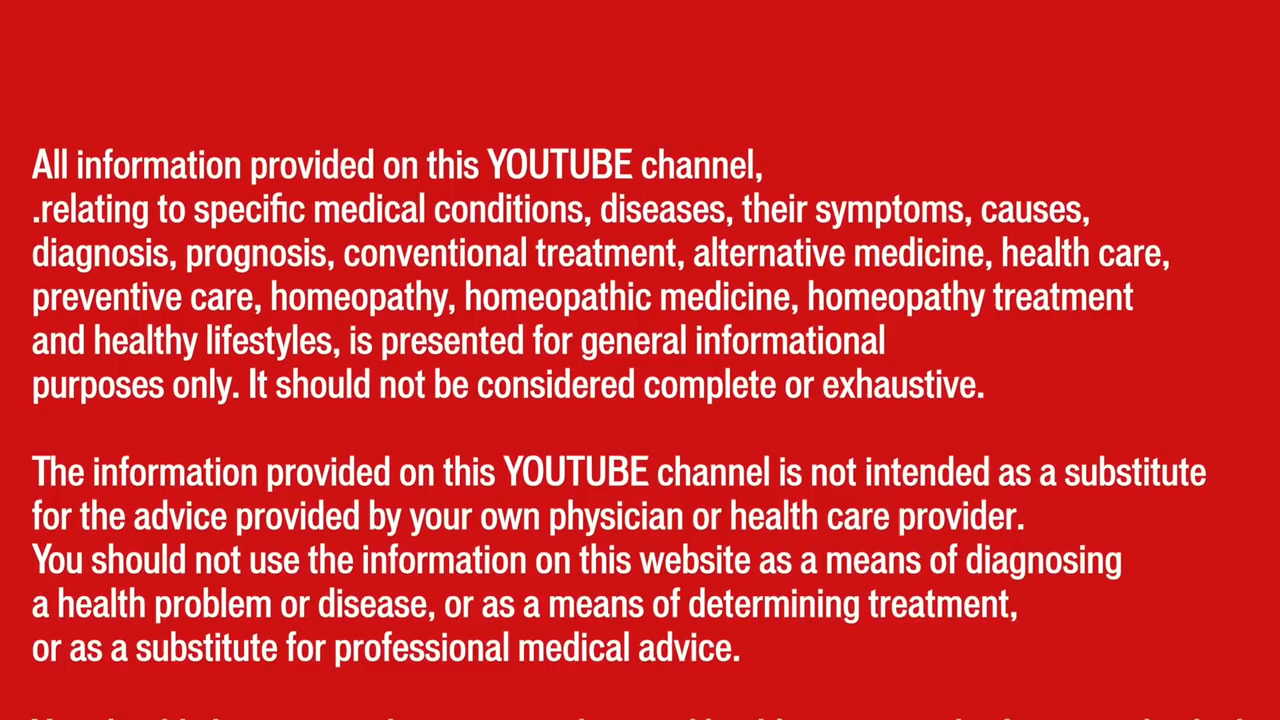 All information provided on this YOUTUBE channel,
.relating to specific medical conditions, diseases, their symptoms, causes,
diagnosis, prognosis, conventional treatment, alternative medicine, health care,
preventive care, homeopathy, homeopathic medicine, homeopathy treatment
and healthy lifestyles, is presented for general informational
purposes only. It should not be considered complete or exhaustive.
The information provided on this YOUTUBE channel is not intended as a substitute
for the advice provided by your own physician or health care provider.
You should not use the information on this website as a means of diagnosing
a health problem or disease, or as a means of determining treatment,
or as a substitute for professional medical advice.